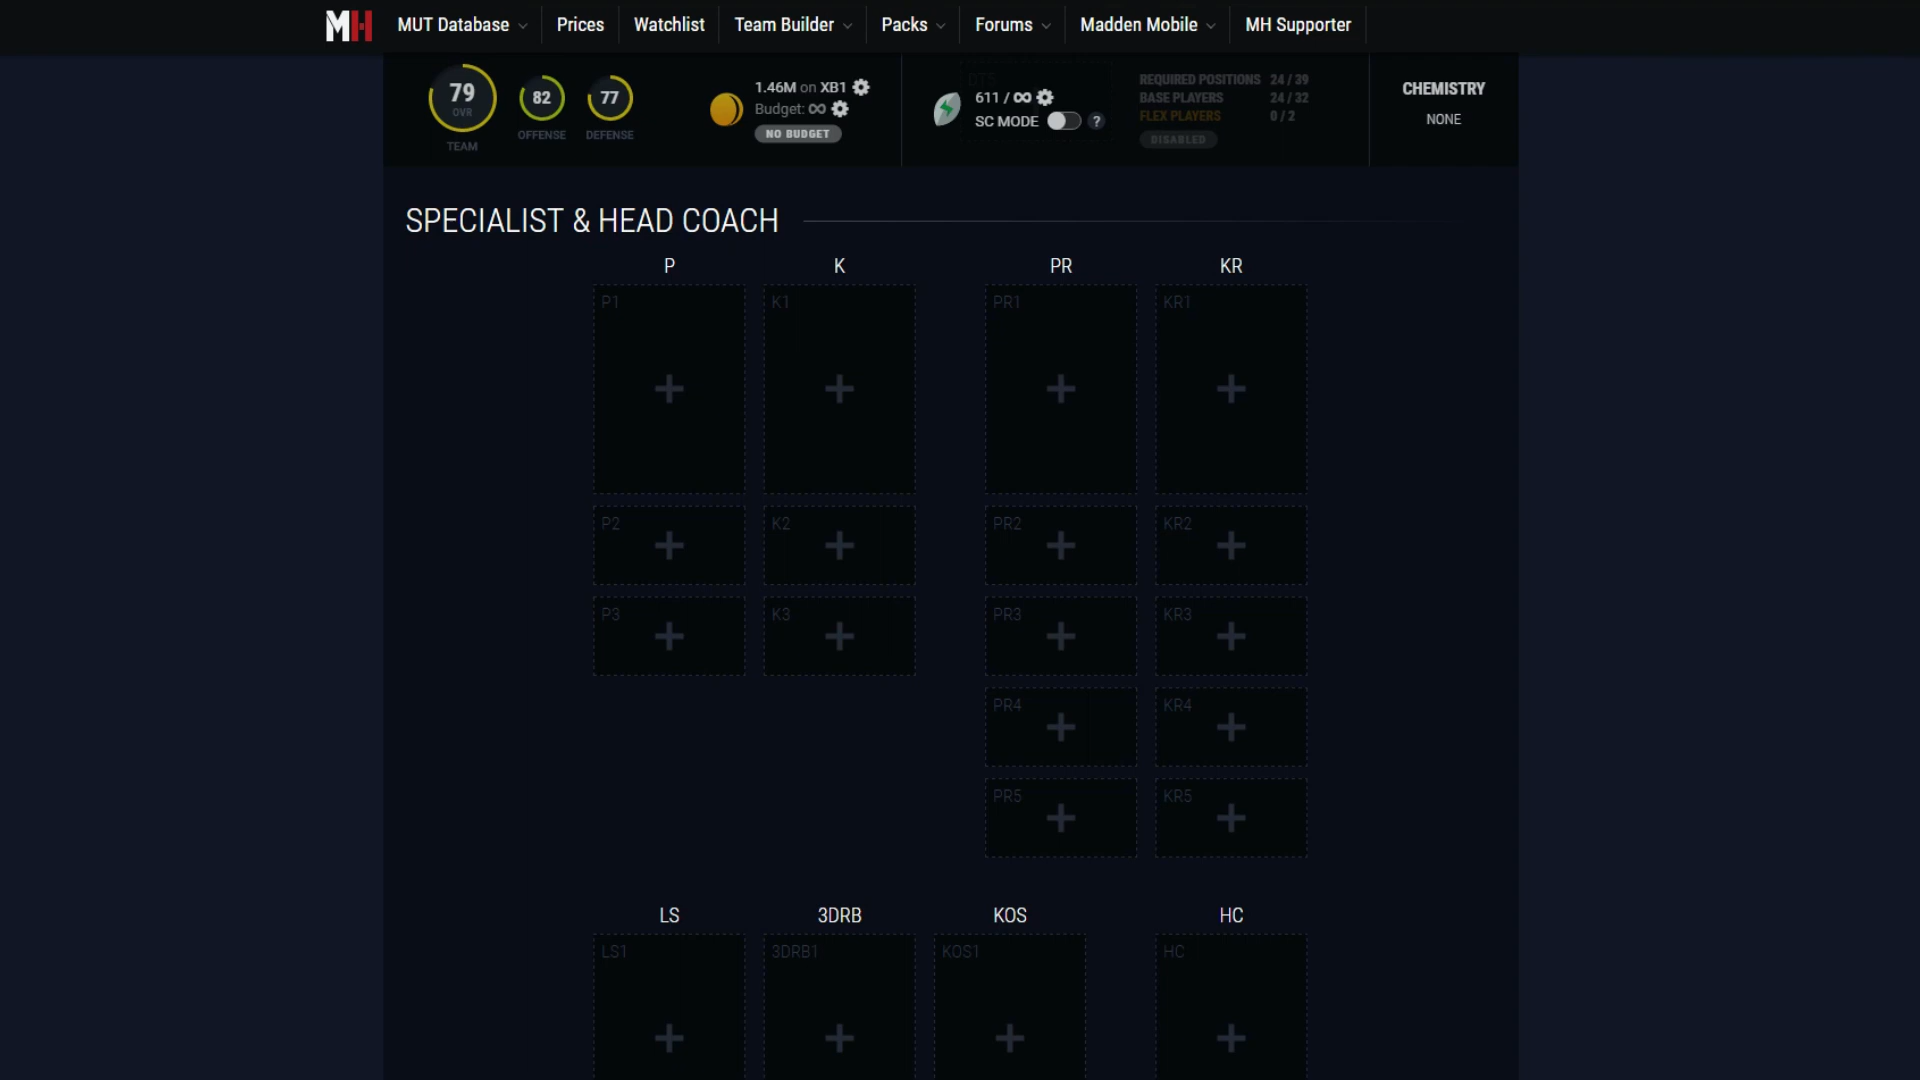 MH MUT Database Prices Watchlist Team Builder Packs Forums Madden Mobile MH Supporter
79 OVR TEAM
82 OFFENSE
77 DEFENSE
1.46M on XB1
Budget: ∞
NO BUDGET
DT5
611 / ∞
SC MODE ?
REQUIRED POSITIONS 24 / 39
BASE PLAYERS 24 / 32
FLEX PLAYERS 0 / 2
DISABLED
CHEMISTRY
NONE
SPECIALIST & HEAD COACH
P K PR KR
P1 K1 PR1 KR1
P2 K2 PR2 KR2
P3 K3 PR3 KR3
PR4 KR4
PR5 KR5
LS 3DRB KOS HC
LS1 3DRB1 KOS1 HC